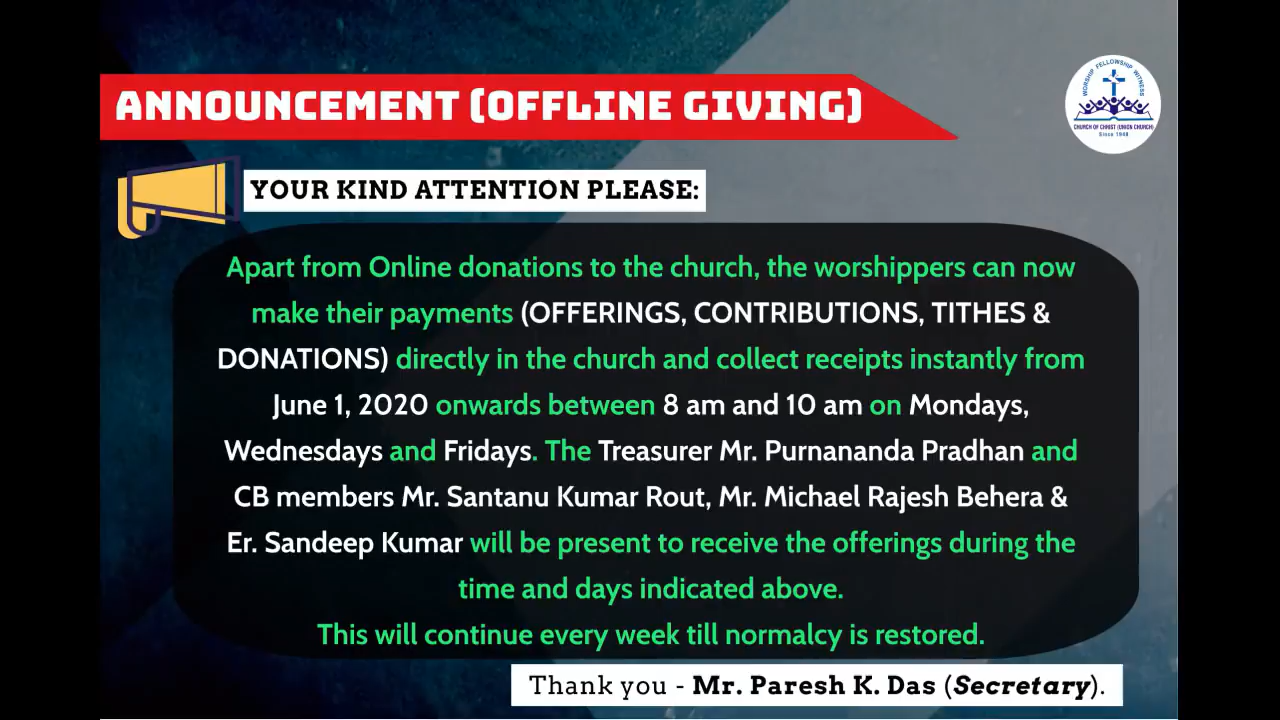 ANNOUNCEMENT (OFFLINE GIVING)
WORSHIP FELLOWSHIP WITNESS
CHURCH OF CHRIST (UNION CHURCH)
Since 1948
YOUR KIND ATTENTION PLEASE:
Apart from Online donations to the church, the worshippers can now
make their payments (OFFERINGS, CONTRIBUTIONS, TITHES &
DONATIONS) directly in the church and collect receipts instantly from
June 1, 2020 onwards between 8 am and 10 am on Mondays,
Wednesdays and Fridays. The Treasurer Mr. Purnananda Pradhan and
CB members Mr. Santanu Kumar Rout, Mr. Michael Rajesh Behera &
Er. Sandeep Kumar will be present to receive the offerings during the
time and days indicated above.
This will continue every week till normalcy is restored.
Thank you - Mr. Paresh K. Das (Secretary).